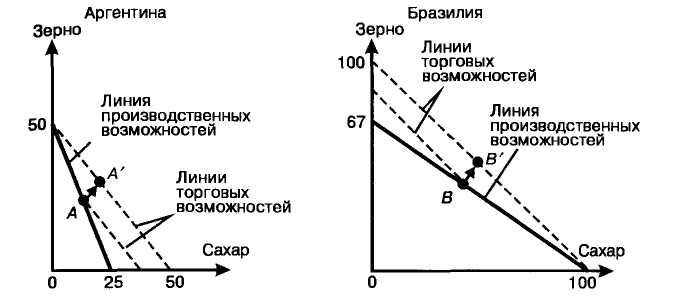 Аргентина
Зерно
Линия
производственных
возможностей
50
A'
A
Линии
торговых
возможностей
Сахар
0
25
50
Бразилия
Зерно
Линии
торговых
возможностей
100
Линия
производственных
возможностей
67
B'
B
Сахар
0
100